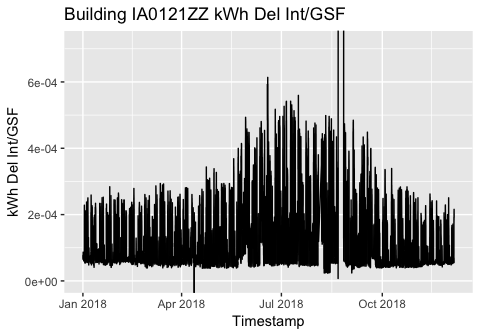 Building IA0121ZZ kWh Del Int/GSF
kWh Del Int/GSF
6e-04
4e-04
2e-04
0e+00
Jan 2018 Apr 2018 Jul 2018 Oct 2018
Timestamp